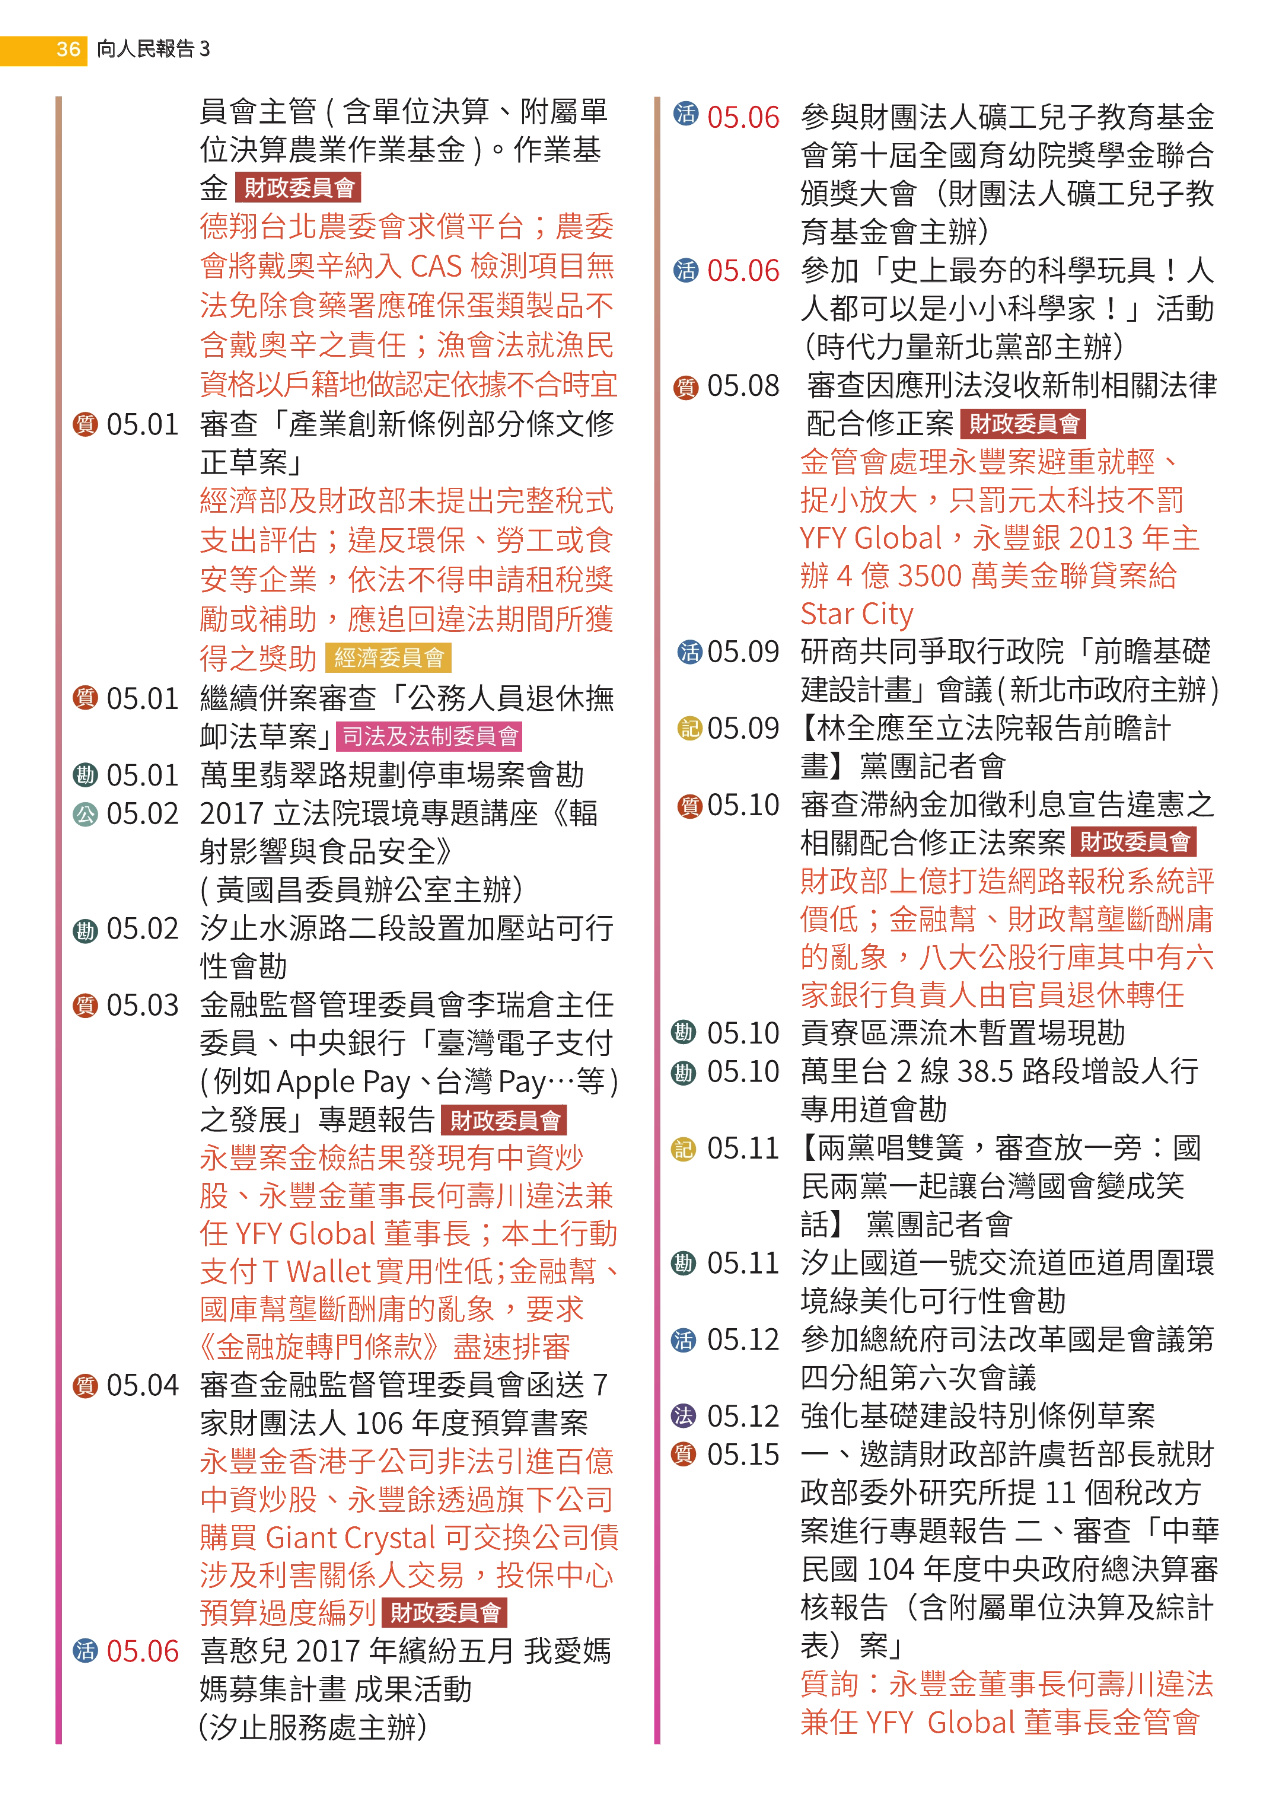 36 向人民報告 3
員會主管 ( 含單位決算、附屬單
位決算農業作業基金 )。作業基
金 財政委員會
德翔台北農委會求償平台；農委
會將戴奧辛納入 CAS 檢測項目無
法免除食藥署應確保蛋類製品不
含戴奧辛之責任；漁會法就漁民
資格以戶籍地做認定依據不合時宜
質 05.01 審查「產業創新條例部分條文修
正草案」
經濟部及財政部未提出完整稅式
支出評估；違反環保、勞工或食
安等企業，依法不得申請租稅獎
勵或補助，應追回違法期間所獲
得之獎助 經濟委員會
質 05.01 繼續併案審查「公務人員退休撫
卹法草案」 司法及法制委員會
勘 05.01 萬里翡翠路規劃停車場案會勘
公 05.02 2017 立法院環境專題講座《輻
射影響與食品安全》
( 黃國昌委員辦公室主辦）
勘 05.02 汐止水源路二段設置加壓站可行
性會勘
質 05.03 金融監督管理委員會李瑞倉主任
委員、中央銀行「臺灣電子支付
( 例如 Apple Pay、台灣 Pay⋯等 )
之發展」專題報告 財政委員會
永豐案金檢結果發現有中資炒
股、永豐金董事長何壽川違法兼
任 YFY Global 董事長；本土行動
支付 T Wallet 實用性低；金融幫、
國庫幫壟斷酬庸的亂象，要求
《金融旋轉門條款》盡速排審
質 05.04 審查金融監督管理委員會函送 7
家財團法人 106 年度預算書案
永豐金香港子公司非法引進百億
中資炒股、永豐餘透過旗下公司
購買 Giant Crystal 可交換公司債
涉及利害關係人交易，投保中心
預算過度編列 財政委員會
活 05.06 喜憨兒 2017 年繽紛五月 我愛媽
媽募集計畫 成果活動
（汐止服務處主辦）
活 05.06 參與財團法人礦工兒子教育基金
會第十屆全國育幼院獎學金聯合
頒獎大會（財團法人礦工兒子教
育基金會主辦）
活 05.06 參加「史上最夯的科學玩具！人
人都可以是小小科學家！」活動
（時代力量新北黨部主辦）
質 05.08 審查因應刑法沒收新制相關法律
配合修正案 財政委員會
金管會處理永豐案避重就輕、
捉小放大，只罰元太科技不罰
YFY Global，永豐銀 2013 年主
辦 4 億 3500 萬美金聯貸案給
Star City
活 05.09 研商共同爭取行政院「前瞻基礎
建設計畫」會議 ( 新北市政府主辦 )
記 05.09 【林全應至立法院報告前瞻計
畫】黨團記者會
質 05.10 審查滯納金加徵利息宣告違憲之
相關配合修正法案案 財政委員會
財政部上億打造網路報稅系統評
價低；金融幫、財政幫壟斷酬庸
的亂象，八大公股行庫其中有六
家銀行負責人由官員退休轉任
勘 05.10 貢寮區漂流木暫置場現勘
勘 05.10 萬里台 2 線 38.5 路段增設人行
專用道會勘
記 05.11 【兩黨唱雙簧，審查放一旁：國
民兩黨一起讓台灣國會變成笑
話】 黨團記者會
勘 05.11 汐止國道一號交流道匝道周圍環
境綠美化可行性會勘
活 05.12 參加總統府司法改革國是會議第
四分組第六次會議
法 05.12 強化基礎建設特別條例草案
質 05.15 一、邀請財政部許虞哲部長就財
政部委外研究所提 11 個稅改方
案進行專題報告 二、審查「中華
民國 104 年度中央政府總決算審
核報告（含附屬單位決算及綜計
表）案」
質詢：永豐金董事長何壽川違法
兼任 YFY Global 董事長金管會